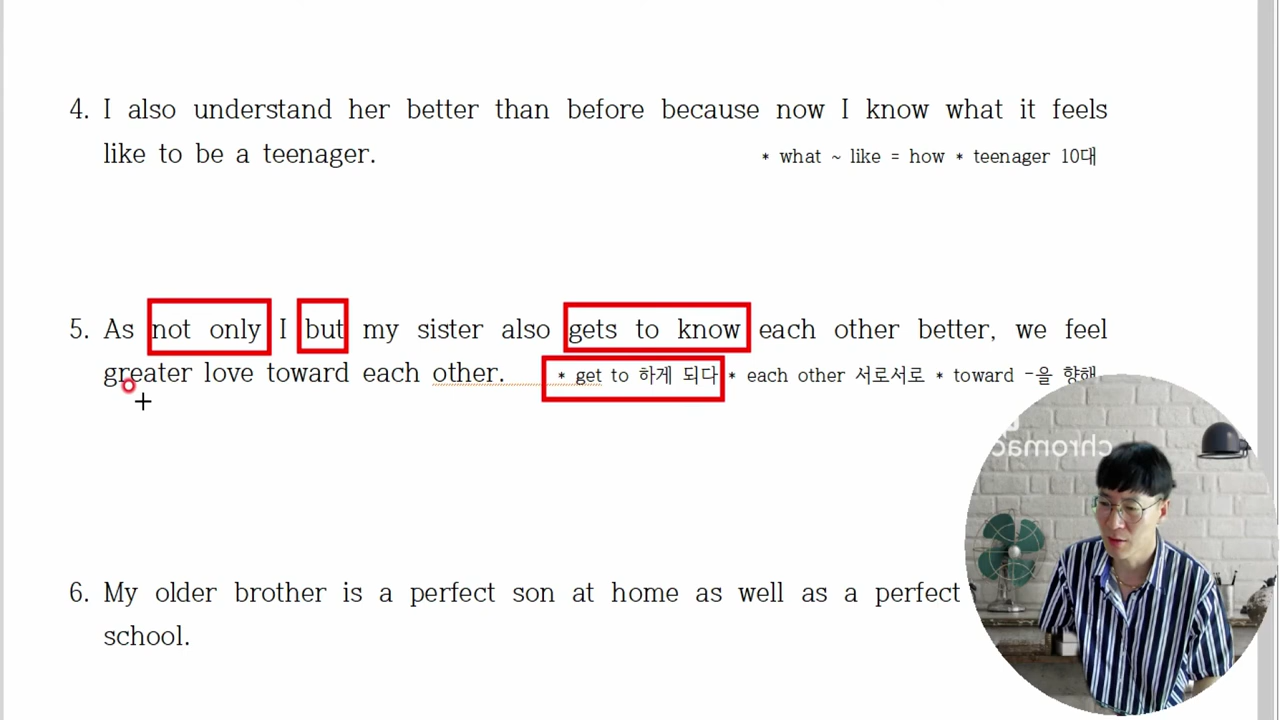 4. I also understand her better than before because now I know what it feels
like to be a teenager. * what ~ like = how * teenager 10대
5. As not only I but my sister also gets to know each other better, we feel
greater love toward each other. * get to 하게 되다 * each other 서로서로 * toward -을 향해
6. My older brother is a perfect son at home as well as a perfect
school.